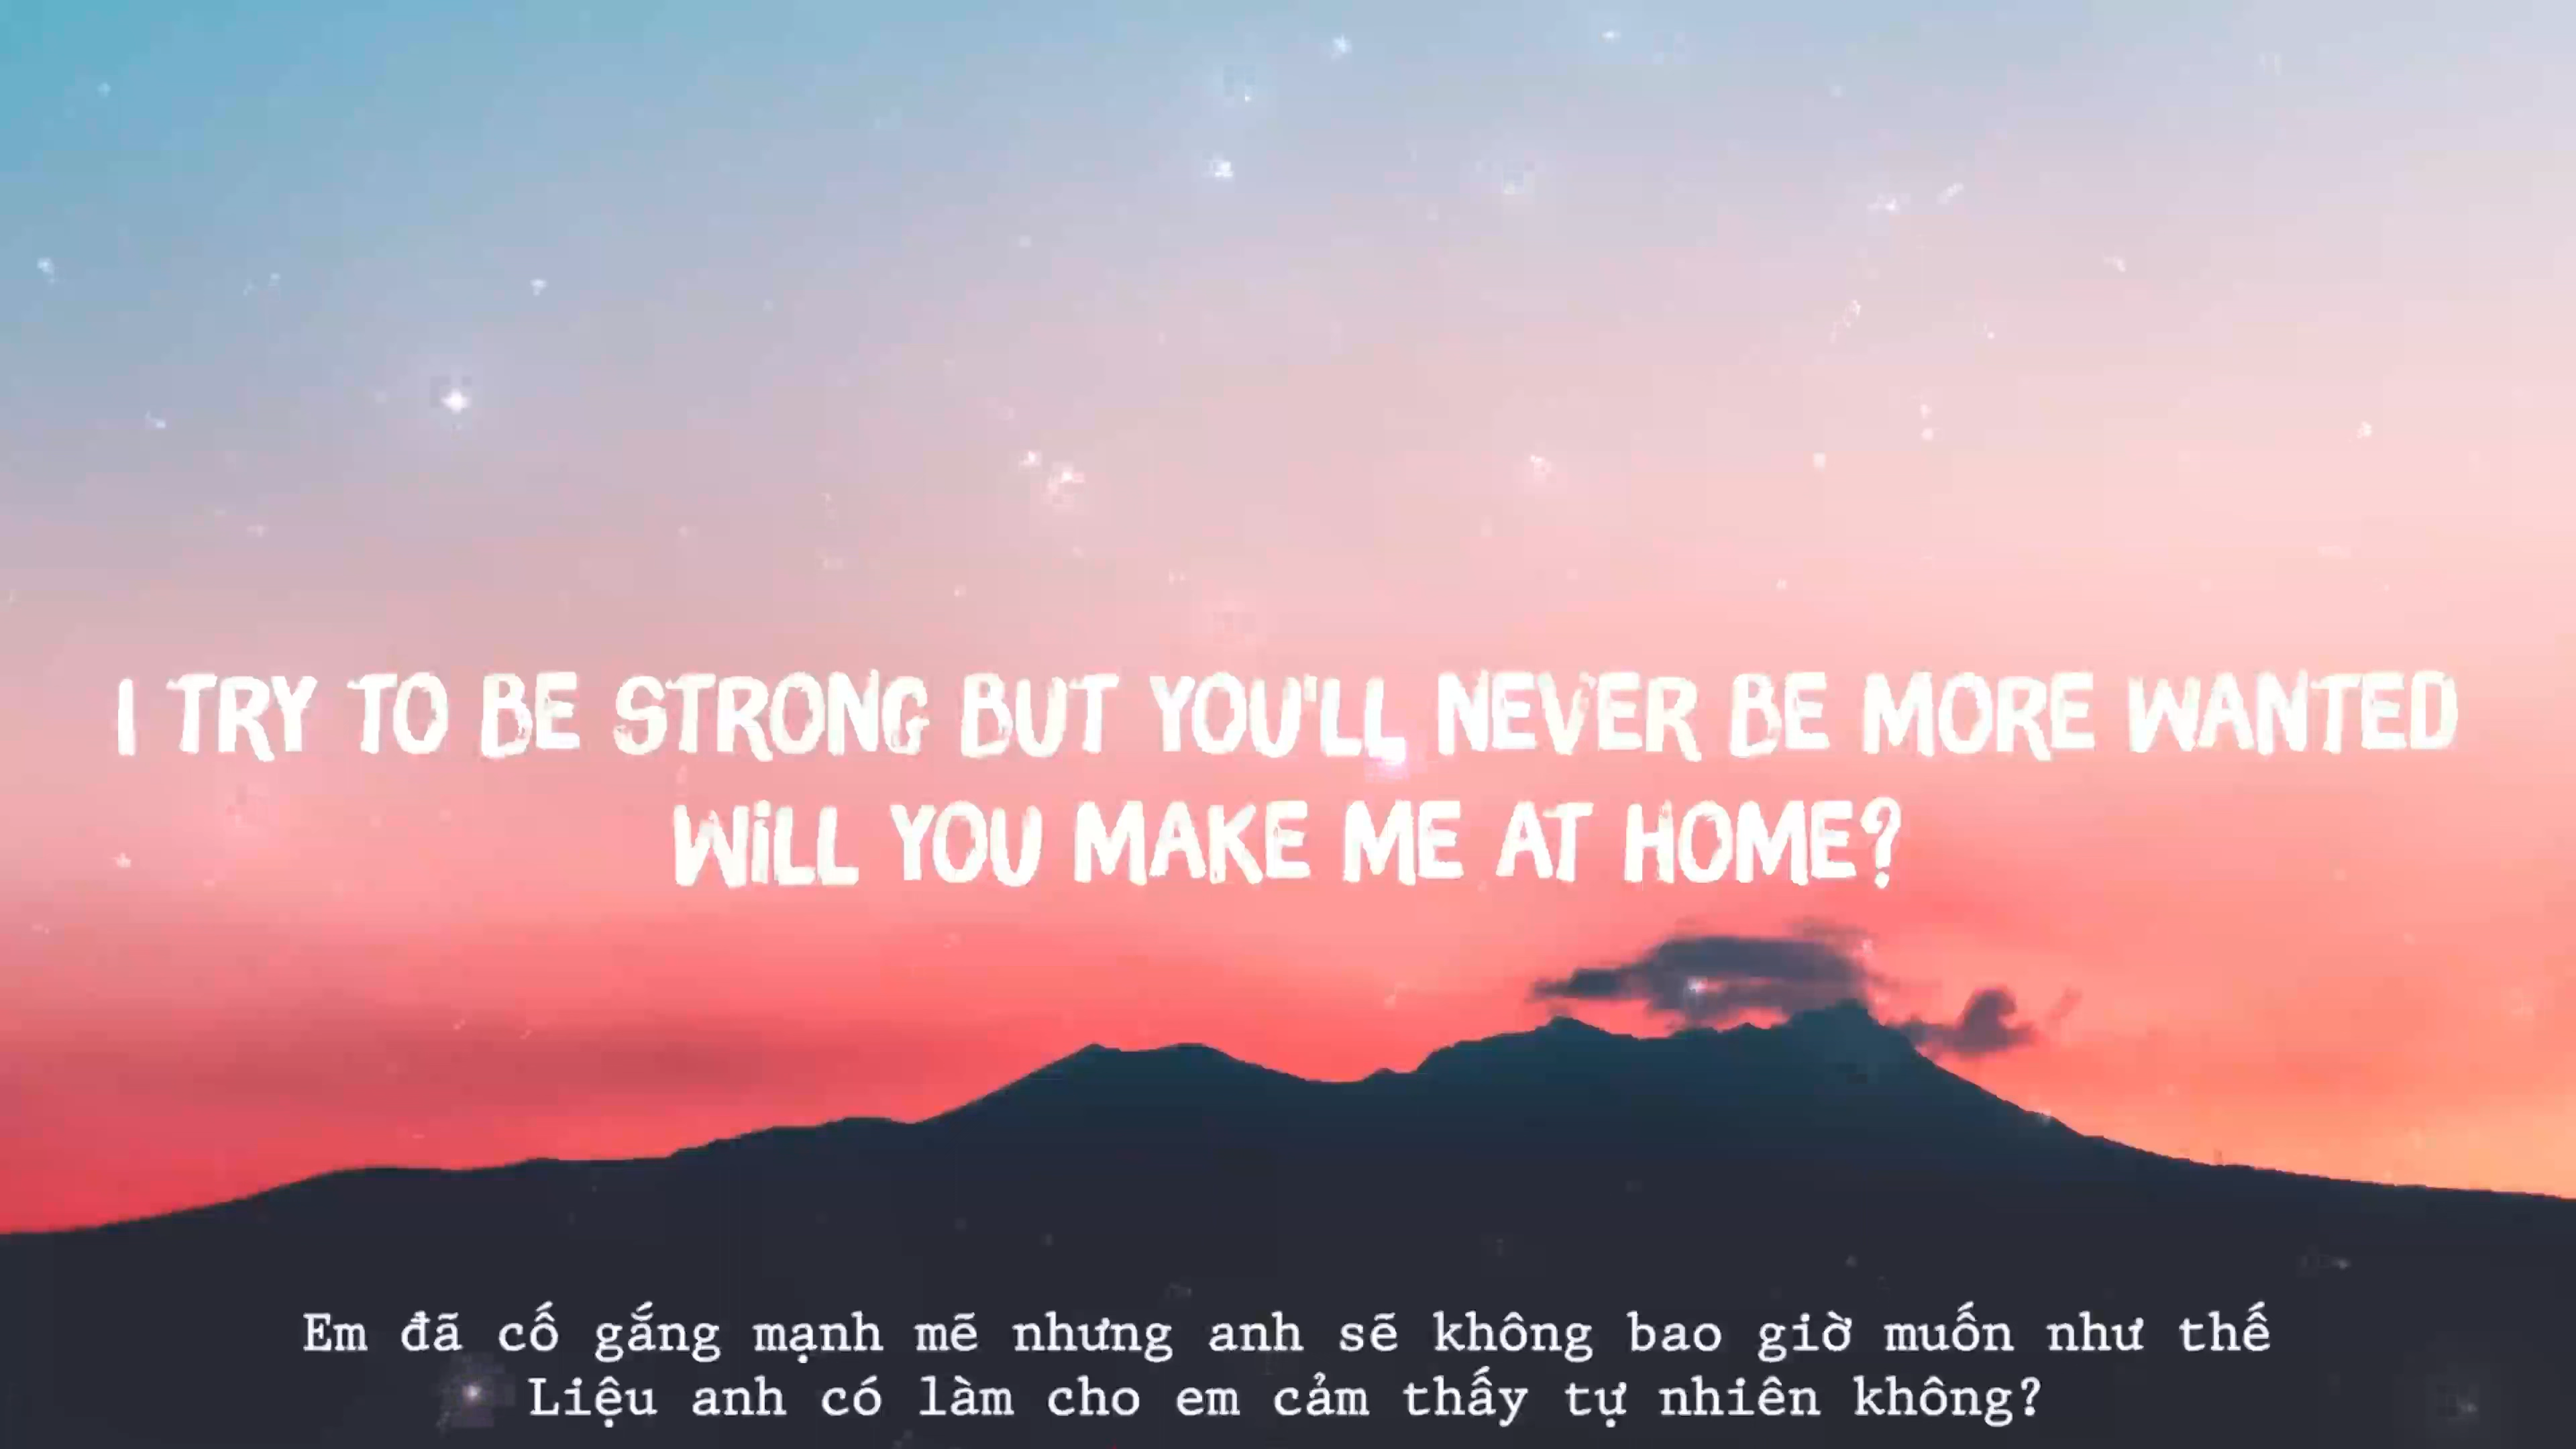 I TRY TO BE STRONG BUT YOU'LL NEVER BE MORE WANTED
WILL YOU MAKE ME AT HOME?
Em đã cố gắng mạnh mẽ nhưng anh sẽ không bao giờ muốn như thế
Liệu anh có làm cho em cảm thấy tự nhiên không?